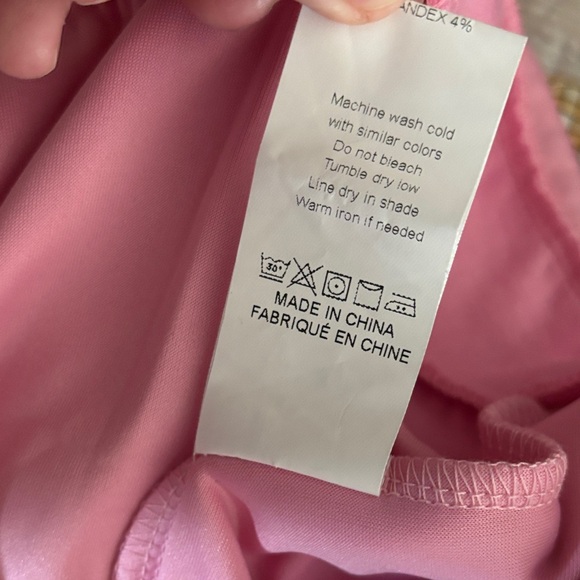 ANDEX 4%
Machine wash cold
with similar colors
Do not bleach
Tumble dry low
Line dry in shade
Warm iron if needed
30°
MADE IN CHINA
FABRIQUÉ EN CHINE